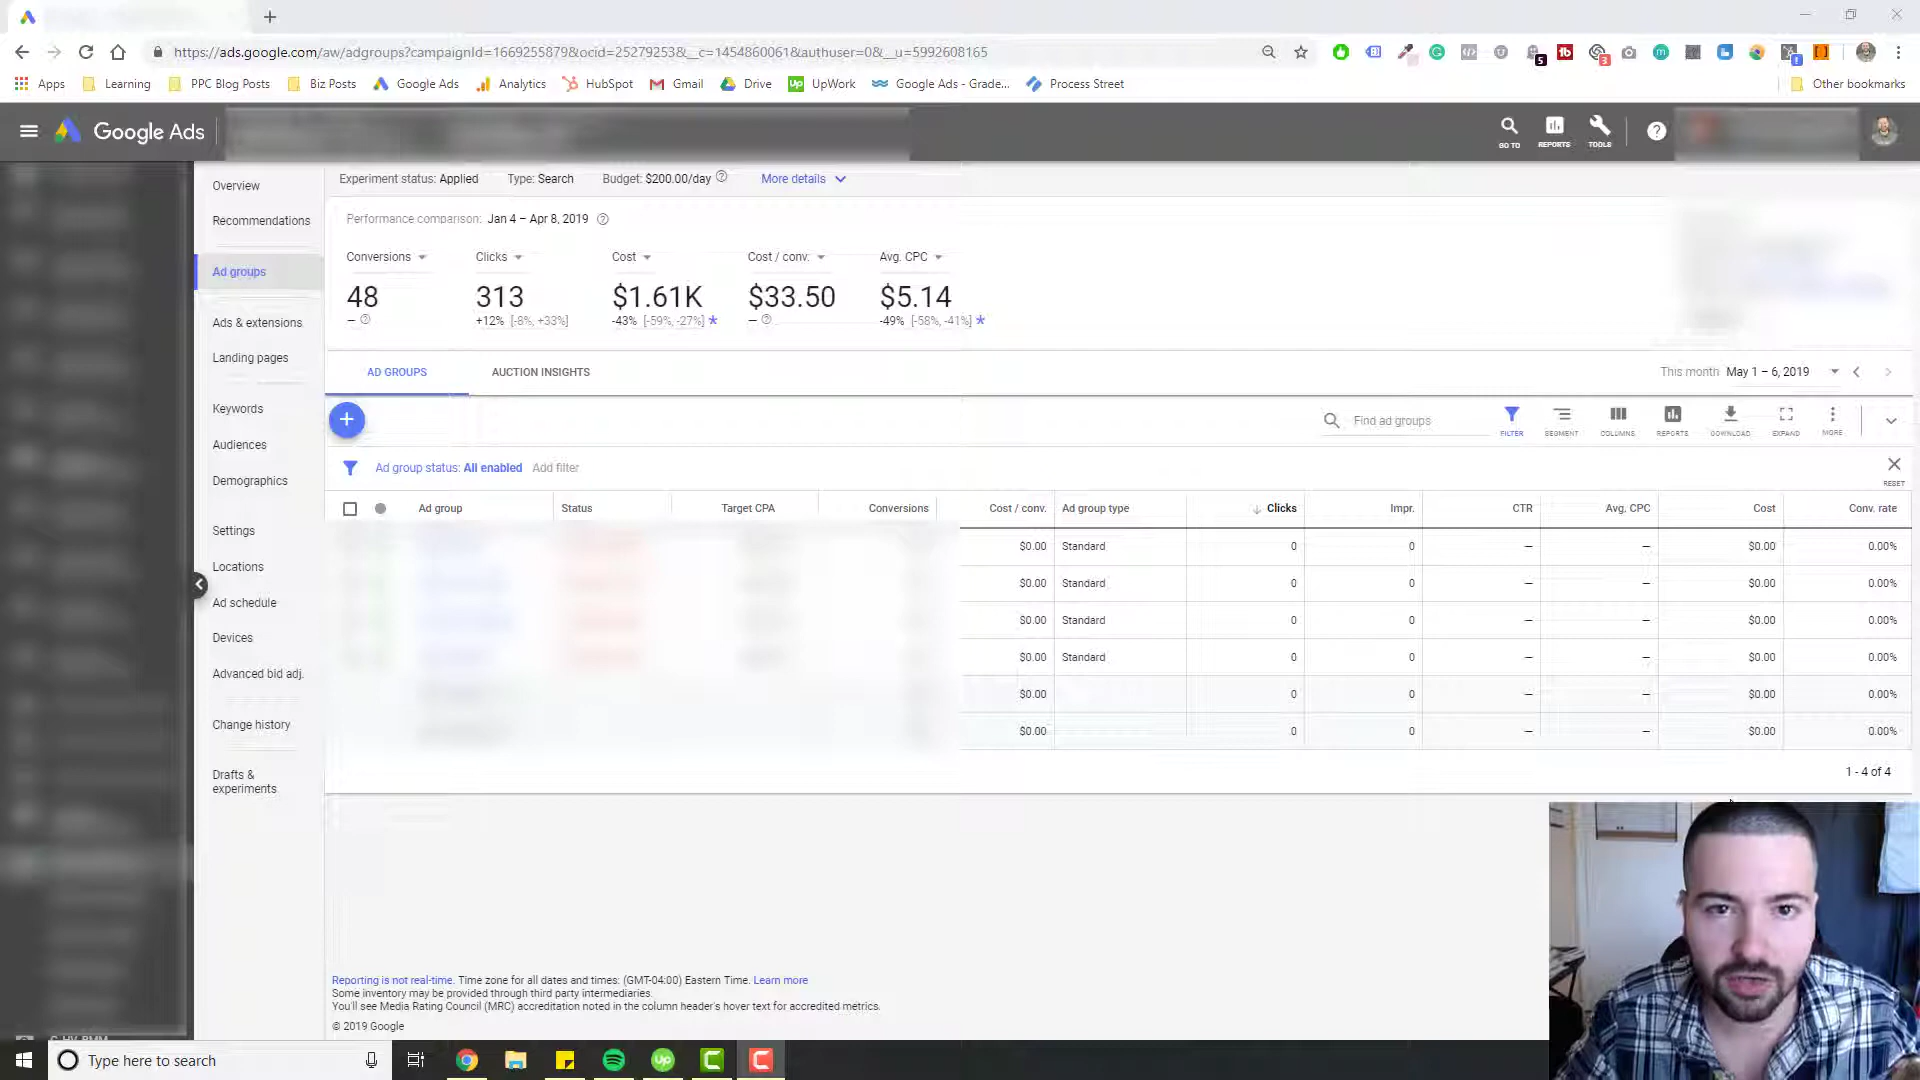 https://ads.google.com/aw/adgroups?campaignId=1669255879&ocid=25279253&__c=1454860061&authuser=0&__u=5992608165
Apps Learning PPC Blog Posts Biz Posts Google Ads Analytics HubSpot Gmail Drive UpWork Google Ads - Grade... Process Street Other bookmarks
Google Ads
GO TO REPORTS TOOLS
Overview
Recommendations
Ad groups
Ads & extensions
Landing pages
Keywords
Audiences
Demographics
Settings
Locations
Ad schedule
Devices
Advanced bid adj.
Change history
Drafts &
experiments
Experiment status: Applied Type: Search Budget: $200.00/day More details
Performance comparison: Jan 4 – Apr 8, 2019
Conversions Clicks Cost Cost / conv. Avg. CPC
48 313 $1.61K $33.50 $5.14
— +12% [-8%, +33%] -43% [-59%, -27%] * — -49% [-58%, -41%] *
AD GROUPS AUCTION INSIGHTS This month May 1 – 6, 2019
Find ad groups
FILTER SEGMENT COLUMNS REPORTS DOWNLOAD EXPAND MORE
Ad group status: All enabled Add filter
RESET
Ad group Status Target CPA Conversions Cost / conv. Ad group type Clicks Impr. CTR Avg. CPC Cost Conv. rate
$0.00 Standard 0 0 — — $0.00 0.00%
$0.00 Standard 0 0 — — $0.00 0.00%
$0.00 Standard 0 0 — — $0.00 0.00%
$0.00 Standard 0 0 — — $0.00 0.00%
$0.00 0 0 — — $0.00 0.00%
$0.00 0 0 — — $0.00 0.00%
1 - 4 of 4
Reporting is not real-time. Time zone for all dates and times: (GMT-04:00) Eastern Time. Learn more
Some inventory may be provided through third party intermediaries.
You'll see Media Rating Council (MRC) accreditation noted in the column header's hover text for accredited metrics.
© 2019 Google
Type here to search